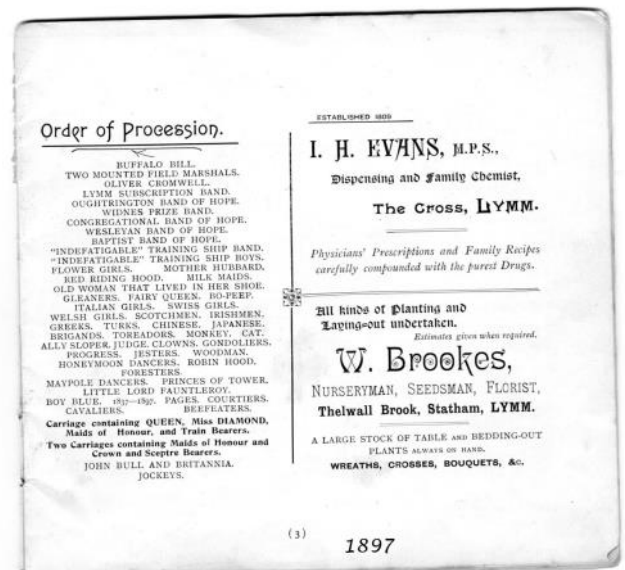 Order of Procession.
BUFFALO BILL.
TWO MOUNTED FIELD MARSHALS.
OLIVER CROMWELL.
LYMM SUBSCRIPTION BAND.
OUGHTRINGTON BAND OF HOPE.
WIDNES PRIZE BAND.
CONGREGATIONAL BAND OF HOPE.
WESLEYAN BAND OF HOPE.
BAPTIST BAND OF HOPE.
"INDEFATIGABLE" TRAINING SHIP BAND.
"INDEFATIGABLE" TRAINING SHIP BOYS.
FLOWER GIRLS. MOTHER HUBBARD.
RED RIDING HOOD. MILK MAIDS.
OLD WOMAN THAT LIVED IN HER SHOE.
GLEANERS. FAIRY QUEEN. BO-PEEP.
ITALIAN GIRLS. SWISS GIRLS.
WELSH GIRLS. SCOTCHMEN. IRISHMEN.
GREEKS. TURKS. CHINESE. JAPANESE.
BRIGANDS. TOREADORS. MONKEY. CAT.
ALLY SLOPER. JUDGE. CLOWNS. GONDOLIERS.
PROGRESS. JESTERS. WOODMAN.
HONEYMOON DANCERS. ROBIN HOOD.
FORESTERS.
MAYPOLE DANCERS. PRINCES OF TOWER.
LITTLE LORD FAUNTLEROY.
BOY BLUE. 1837—1897. PAGES. COURTIERS.
CAVALIERS. BEEFEATERS.
Carriage containing QUEEN, Miss DIAMOND,
Maids of Honour, and Train Bearers.
Two Carriages containing Maids of Honour and
Crown and Sceptre Bearers.
JOHN BULL AND BRITANNIA.
JOCKEYS.
ESTABLISHED 1809
I. H. EVANS, M.P.S.,
Dispensing and Family Chemist,
The Cross, LYMM.
Physicians' Prescriptions and Family Recipes
carefully compounded with the purest Drugs.
All kinds of Planting and
Laying=out undertaken.
Estimates given when required.
W. Brookes,
NURSERYMAN, SEEDSMAN, FLORIST,
Thelwall Brook, Statham, LYMM.
A LARGE STOCK OF TABLE AND BEDDING-OUT
PLANTS ALWAYS ON HAND.
WREATHS, CROSSES, BOUQUETS, &c.
(3)
1897